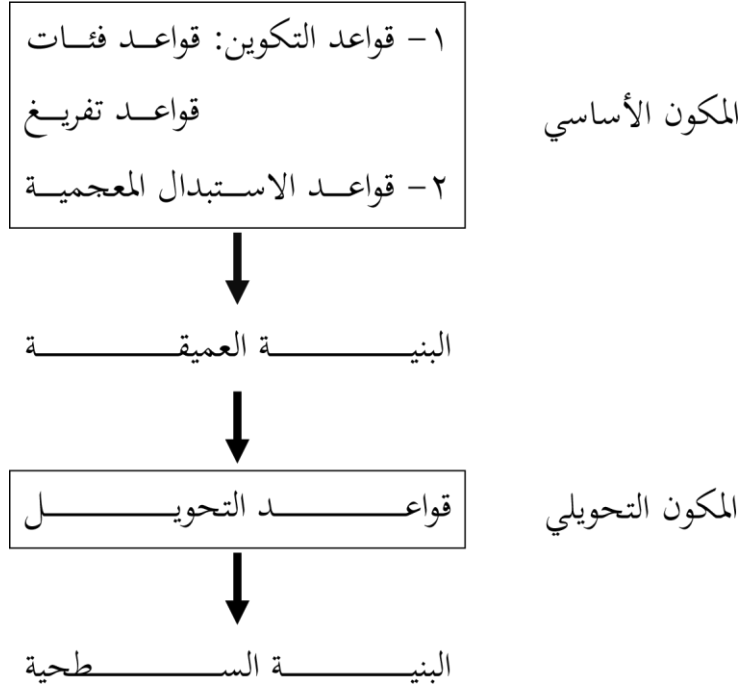 ١- قواعد التكوين: قواعد فئات
قواعد تفريغ
المكون الأساسي
٢- قواعد الاستبدال المعجمية
البنية العميقة
قواعد التحويل
المكون التحويلي
البنية السطحية